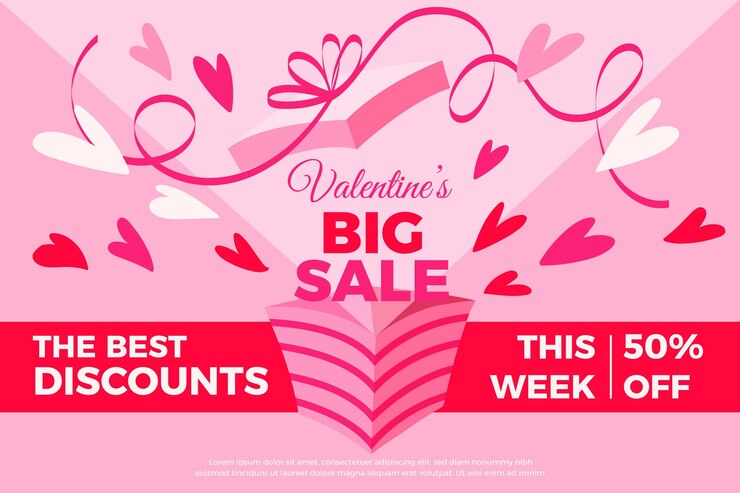 Valentine's
BIG
SALE
THE BEST
DISCOUNTS
THIS
WEEK
50%
OFF
Lorem ipsum dolor sit amet, consectetuer adipiscing elit, sed diam nonummy nibh
euismod tincidunt ut laoreet dolore magna aliquam erat volutpat. Ut wisi enim ad minim